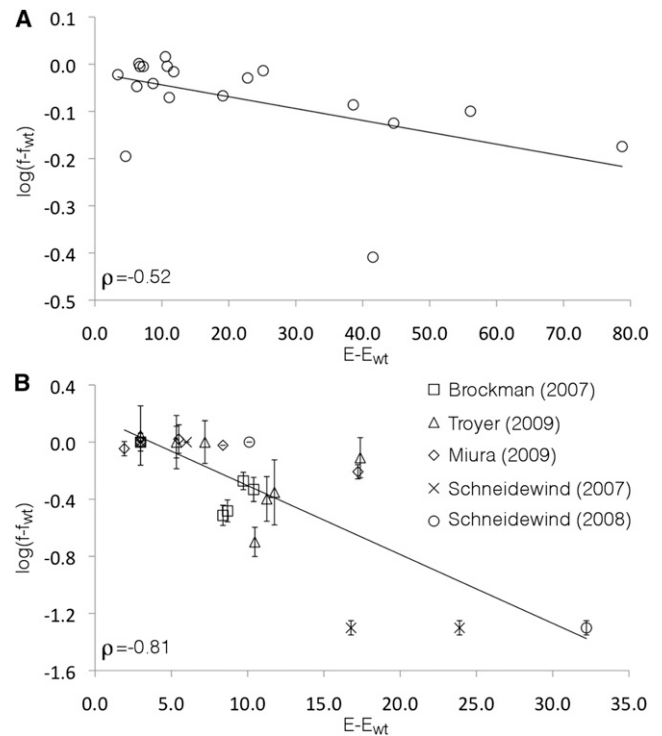 A
0.1
0.0
-0.1
-0.2
-0.3
-0.4
-0.5
log(f-fwt)
ρ=-0.52
0.0 10.0 20.0 30.0 40.0 50.0 60.0 70.0 80.0
E-Ewt
B
0.4
0.0
-0.4
-0.8
-1.2
-1.6
log(f-fwt)
Brockman (2007)
Troyer (2009)
Miura (2009)
Schneidewind (2007)
Schneidewind (2008)
ρ=-0.81
0.0 5.0 10.0 15.0 20.0 25.0 30.0 35.0
E-Ewt